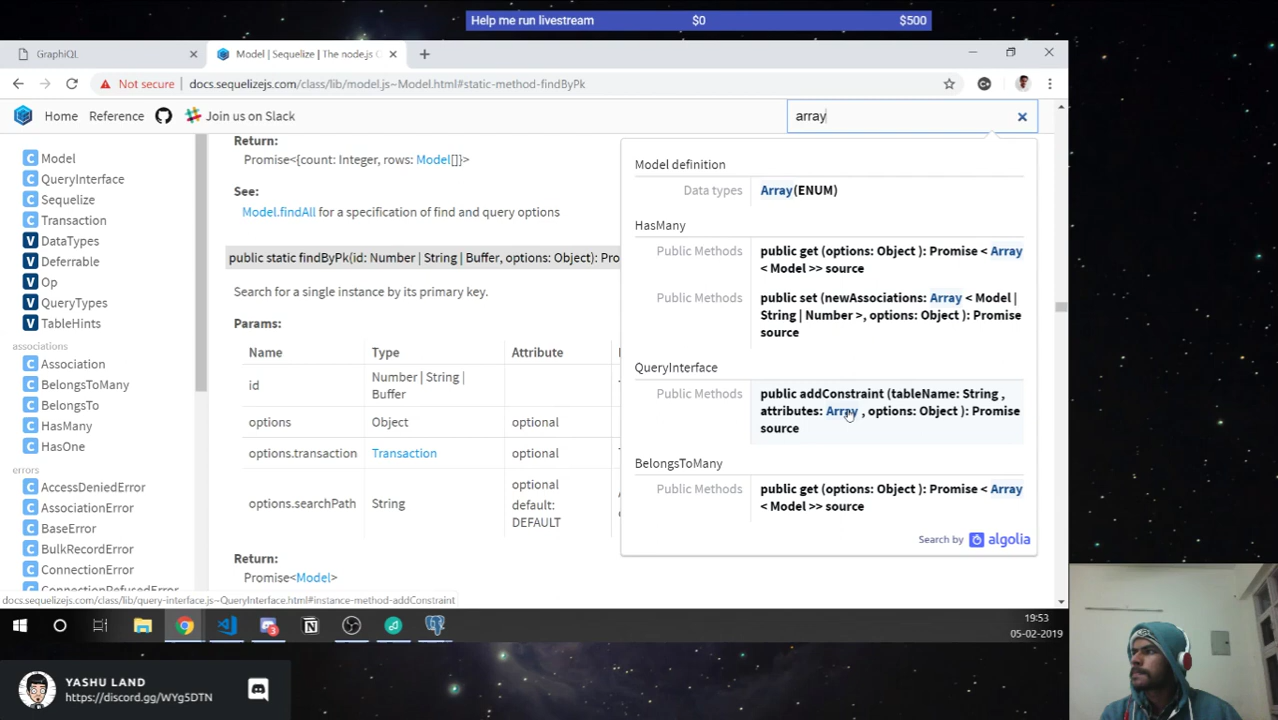 Help me run livestream $0 $500
GraphiQL
Model | Sequelize | The node.js
Not secure docs.sequelizejs.com/class/lib/model.js~Model.html#static-method-findByPk
Home Reference Join us on Slack
array
Model
QueryInterface
Sequelize
Transaction
DataTypes
Deferrable
Op
QueryTypes
TableHints
associations
Association
BelongsToMany
BelongsTo
HasMany
HasOne
errors
AccessDeniedError
AssociationError
BaseError
BulkRecordError
ConnectionError
ConnectionRefusedError
Return:
Promise<{count: Integer, rows: Model[]}>
See:
Model.findAll for a specification of find and query options
public static findByPk(id: Number | String | Buffer, options: Object): Pro
Search for a single instance by its primary key.
Params:
Name Type Attribute
id Number | String |
Buffer
options Object optional
options.transaction Transaction optional
options.searchPath String optional
default:
DEFAULT
Return:
Promise<Model>
Model definition
Data types Array(ENUM)
HasMany
Public Methods public get (options: Object ): Promise < Array
< Model >> source
Public Methods public set (newAssociations: Array < Model |
String | Number >, options: Object ): Promise
source
QueryInterface
Public Methods public addConstraint (tableName: String ,
attributes: Array , options: Object ): Promise
source
BelongsToMany
Public Methods public get (options: Object ): Promise < Array
< Model >> source
Search by algolia
docs.sequelizejs.com/class/lib/query-interface.js~QueryInterface.html#instance-method-addConstraint
19:53
05-02-2019
YASHU LAND
https://discord.gg/WYg5DTN